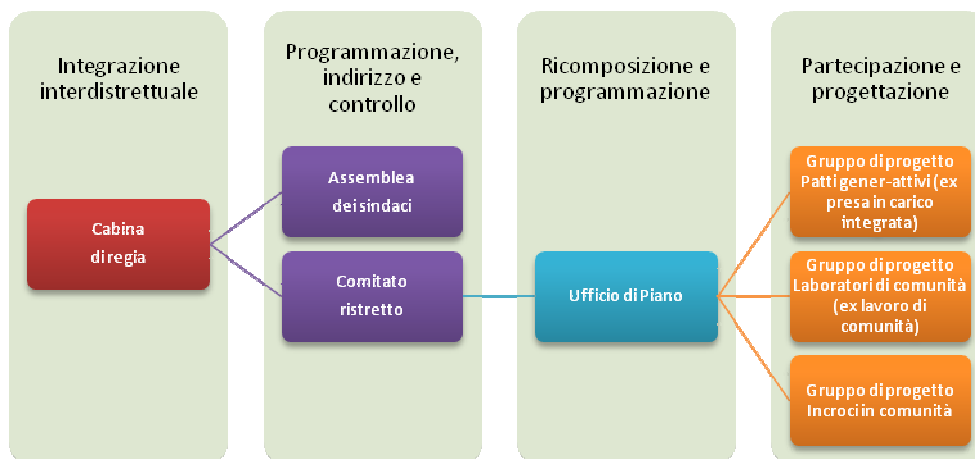 Integrazione
interdistrettuale
Programmazione,
indirizzo e
controllo
Ricomposizione e
programmazione
Partecipazione e
progettazione
Cabina
di regia
Assemblea
dei sindaci
Comitato
ristretto
Ufficio di Piano
Gruppo di progetto
Patti gener-attivi (ex
presa in carico
integrata)
Gruppo di progetto
Laboratori di comunità
(ex lavoro di
comunità)
Gruppo di progetto
Incroci in comunità